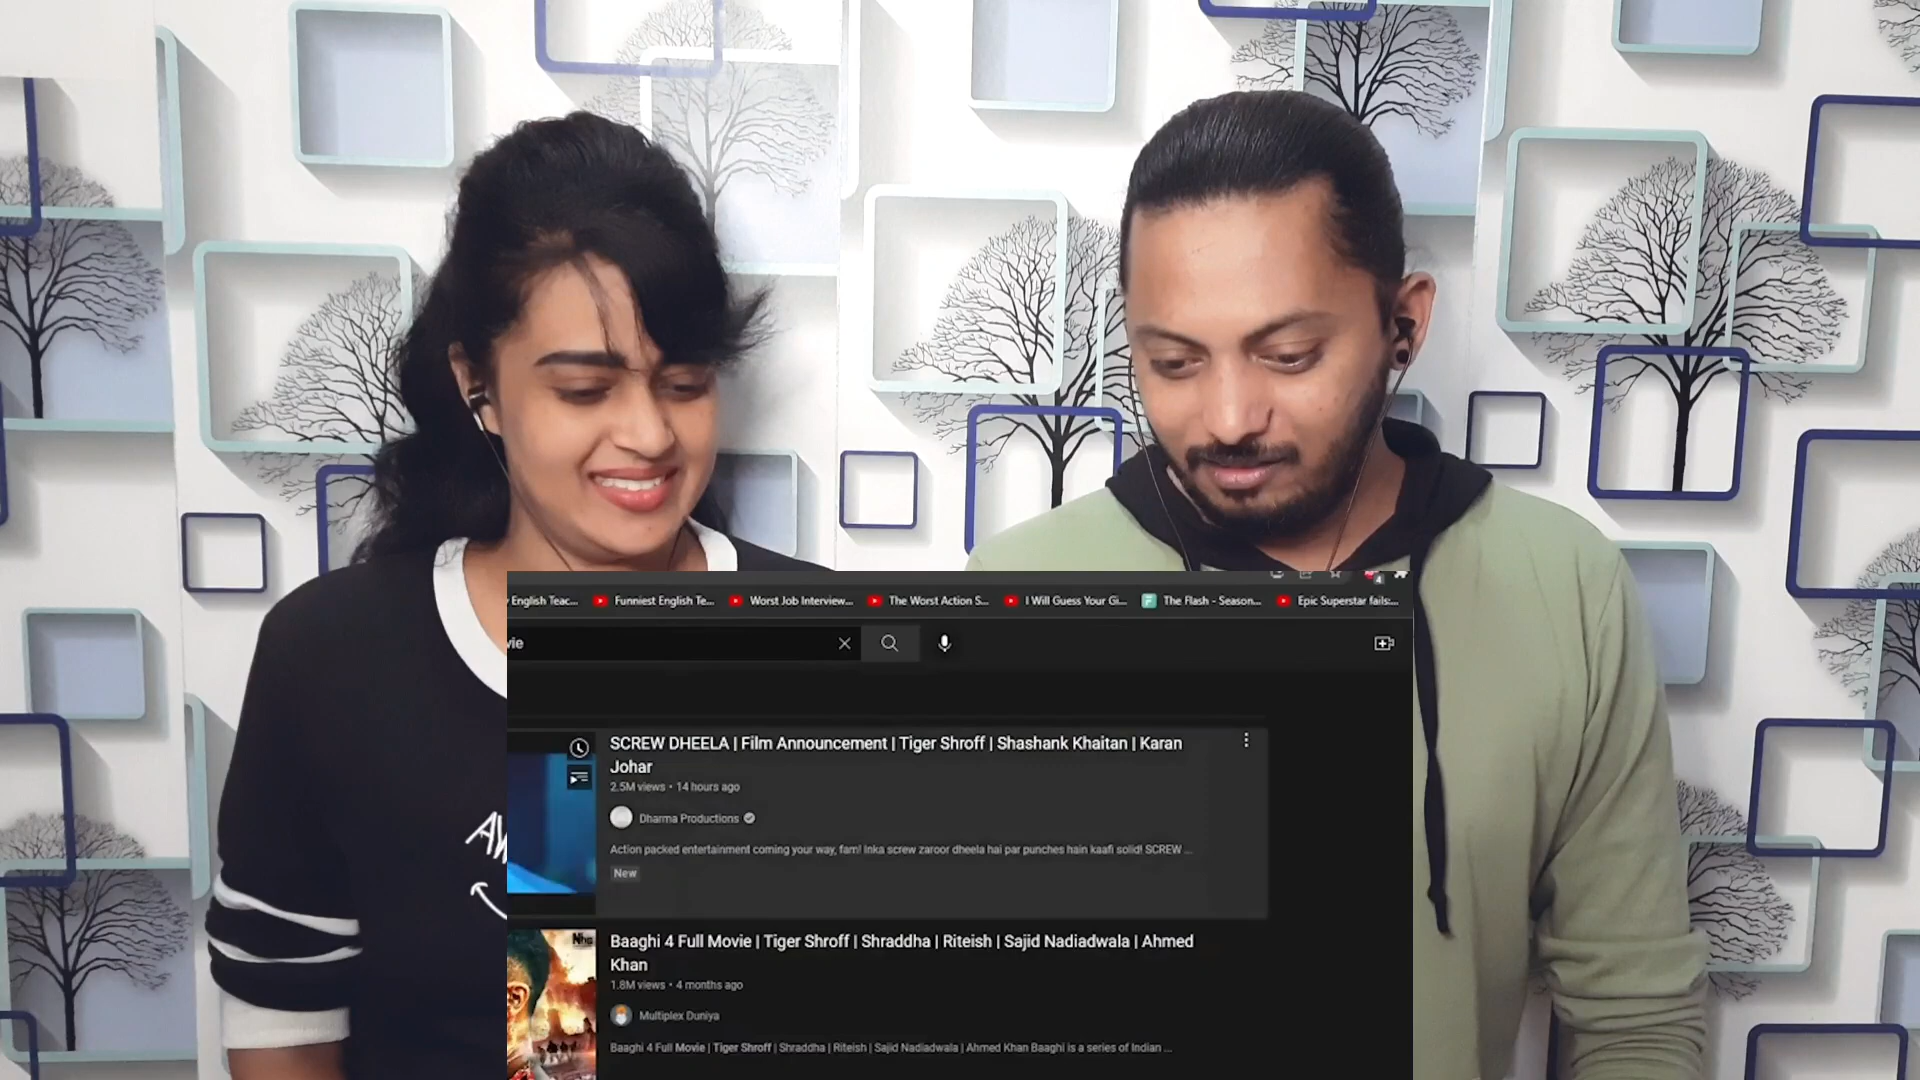 English Teac...
Funniest English Te...
Worst Job Interview...
The Worst Action S...
I Will Guess Your Gi...
The Flash - Season...
Epic Superstar fails:...
vie
SCREW DHEELA | Film Announcement | Tiger Shroff | Shashank Khaitan | Karan
Johar
2.5M views • 14 hours ago
Dharma Productions
Action packed entertainment coming your way, fam! Inka screw zaroor dheela hai par punches hain kaafi solid! SCREW ...
New
Baaghi 4 Full Movie | Tiger Shroff | Shraddha | Riteish | Sajid Nadiadwala | Ahmed
Khan
1.8M views • 4 months ago
Multiplex Duniya
Baaghi 4 Full Movie | Tiger Shroff | Shraddha | Riteish | Sajid Nadiadwala | Ahmed Khan Baaghi is a series of Indian ...
4
AW